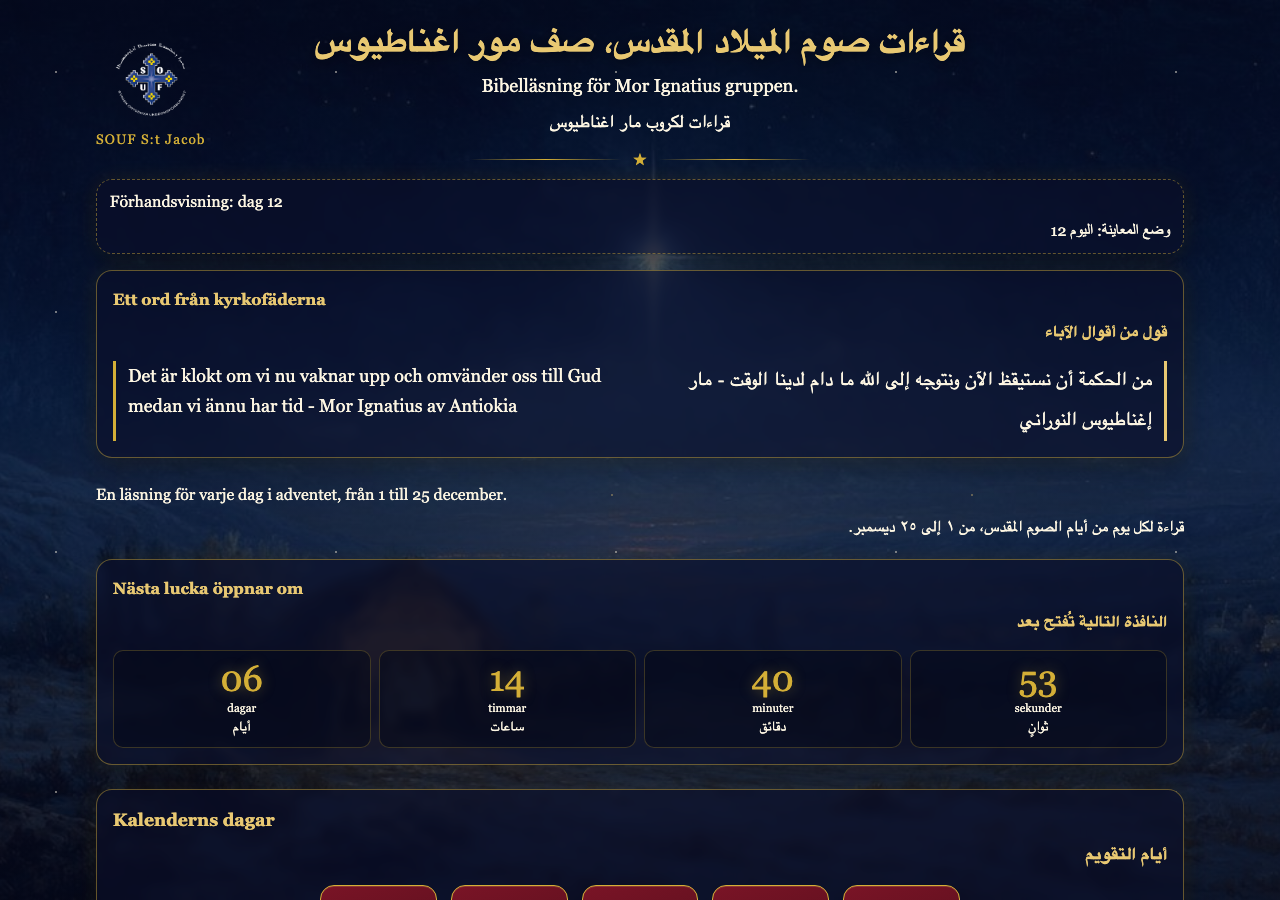 قراءات صوم الميلاد المقدس، صف مور اغناطيوس
Bibelläsning för Mor Ignatius gruppen.
قراءات لكروب مار اغناطيوس
S O
U F
SOUF S:t Jacob
Förhandsvisning: dag 12
وضع المعاينة: اليوم 12
Ett ord från kyrkofäderna
قول من أقوال الآباء
Det är klokt om vi nu vaknar upp och omvänder oss till Gud
medan vi ännu har tid - Mor Ignatius av Antiokia
من الحكمة أن نستيقظ الآن ونتوجه إلى الله ما دام لدينا الوقت - مار
إغناطيوس النوراني
En läsning för varje dag i adventet, från 1 till 25 december.
قراءة لكل يوم من أيام الصوم المقدس، من ١ إلى ٢٥ ديسمبر.
Nästa lucka öppnar om
النافذة التالية تُفتح بعد
06
dagar
أيام
14
timmar
ساعات
40
minuter
دقائق
53
sekunder
ثوانٍ
Kalenderns dagar
أيام التقويم